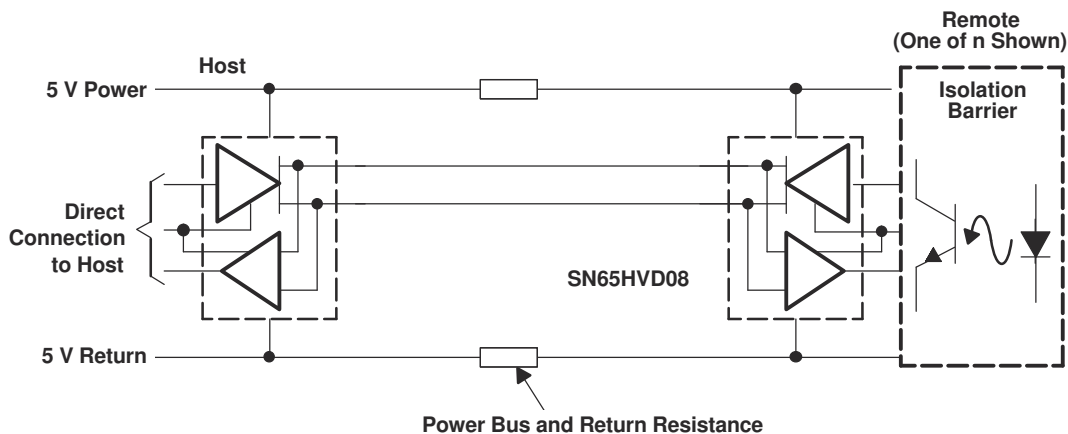 Remote
(One of n Shown)
Host
5 V Power
Isolation
Barrier
Direct
Connection
to Host
SN65HVD08
5 V Return
Power Bus and Return Resistance